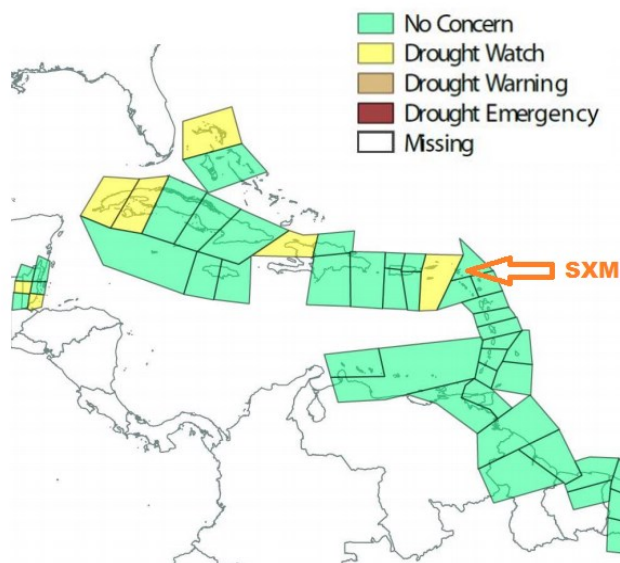 No Concern
Drought Watch
Drought Warning
Drought Emergency
Missing
SXM